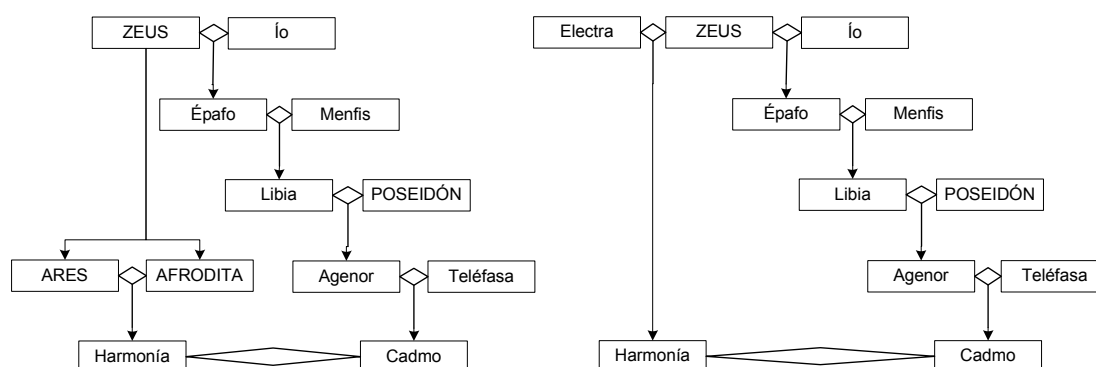 ZEUS
Ío
Épafo
Menfis
Libia
POSEIDÓN
ARES
AFRODITA
Agenor
Teléfasa
Harmonía
Cadmo
Electra
ZEUS
Ío
Épafo
Menfis
Libia
POSEIDÓN
Agenor
Teléfasa
Harmonía
Cadmo